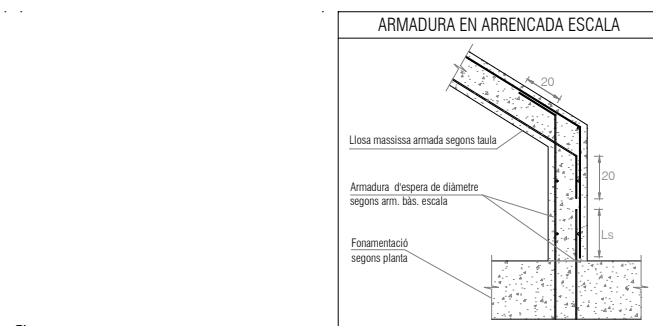 ARMADURA EN ARRENCADA ESCALA
20
Llosa massissa armada segons taula
20
Armadura d'espera de diàmetre
segons arm. bàs. escala
Ls
Fonamentació
segons planta